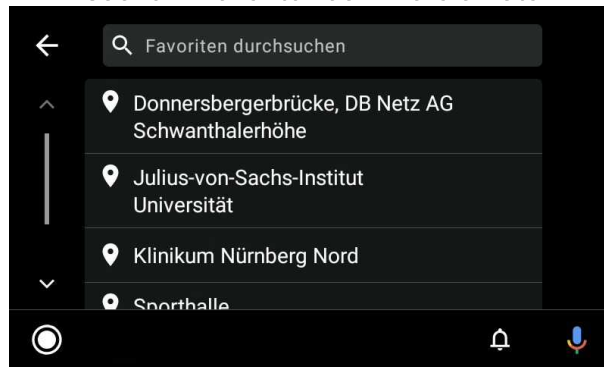 Favoriten durchsuchen
Donnersbergerbrücke, DB Netz AG
Schwanthalerhöhe
Julius-von-Sachs-Institut
Universität
Klinikum Nürnberg Nord
Sporthalle